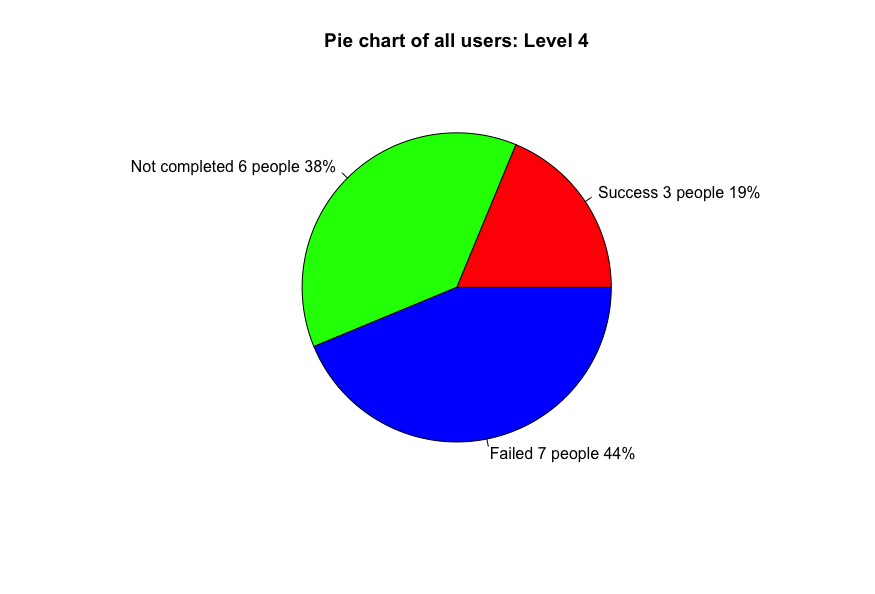 Pie chart of all users: Level 4
Not completed 6 people 38%
Success 3 people 19%
Failed 7 people 44%